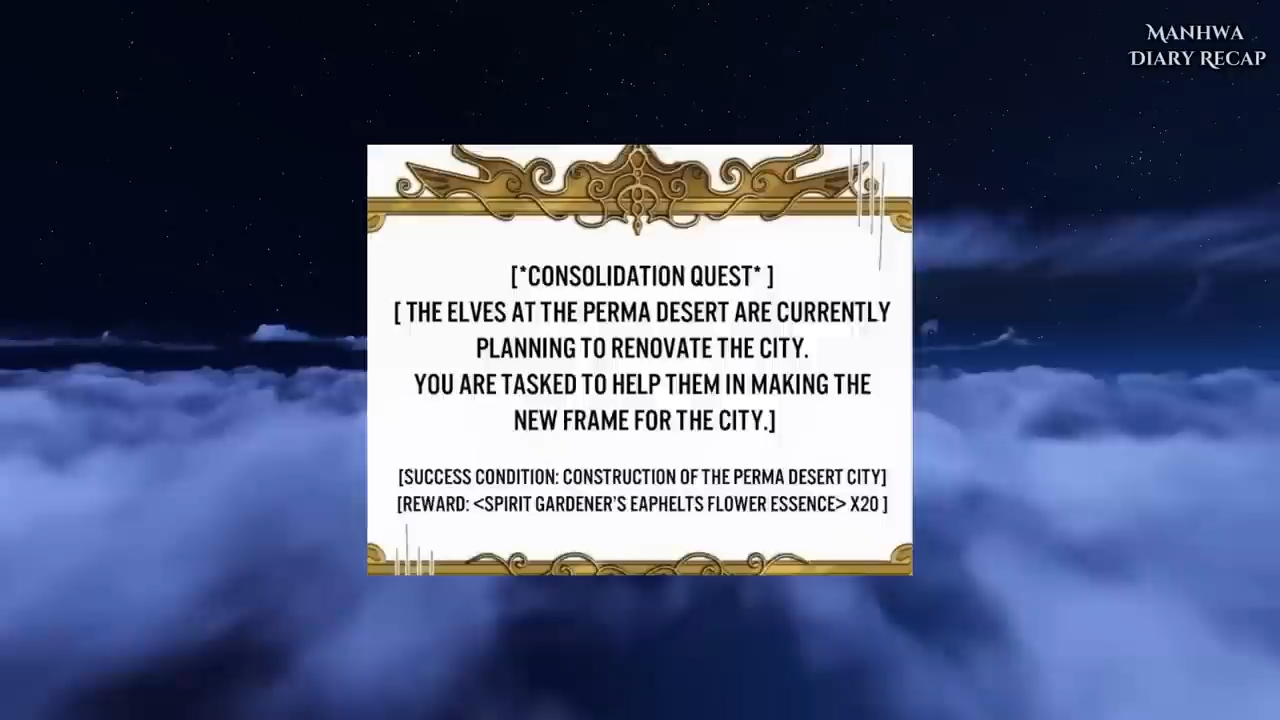 MANHWA
DIARY RECAP
[*CONSOLIDATION QUEST* ]
[ THE ELVES AT THE PERMA DESERT ARE CURRENTLY
PLANNING TO RENOVATE THE CITY.
YOU ARE TASKED TO HELP THEM IN MAKING THE
NEW FRAME FOR THE CITY.]
[SUCCESS CONDITION: CONSTRUCTION OF THE PERMA DESERT CITY]
[REWARD: <SPIRIT GARDENER'S EAPHELTS FLOWER ESSENCE> X20 ]